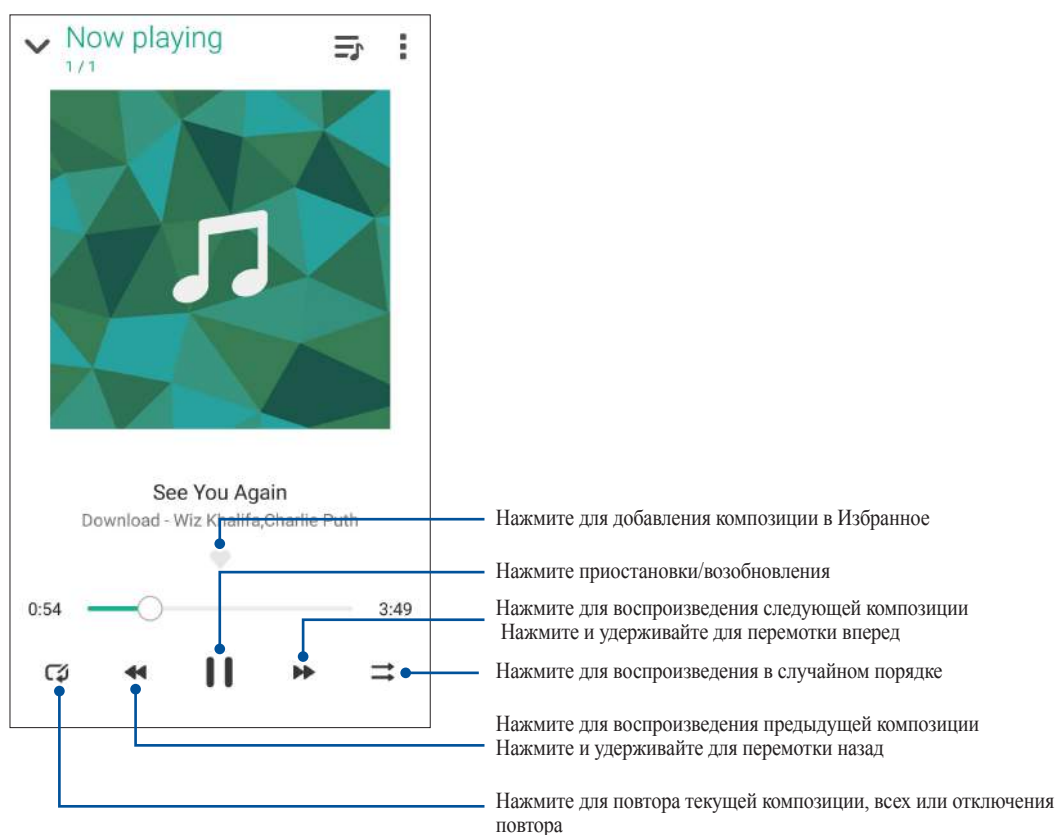 Now playing
1 / 1
See You Again
Download - Wiz Khalifa,Charlie Puth
Нажмите для добавления композиции в Избранное
Нажмите приостановки/возобновления
0:54
3:49
Нажмите для воспроизведения следующей композиции
Нажмите и удерживайте для перемотки вперед
Нажмите для воспроизведения в случайном порядке
Нажмите для воспроизведения предыдущей композиции
Нажмите и удерживайте для перемотки назад
Нажмите для повтора текущей композиции, всех или отключения
повтора